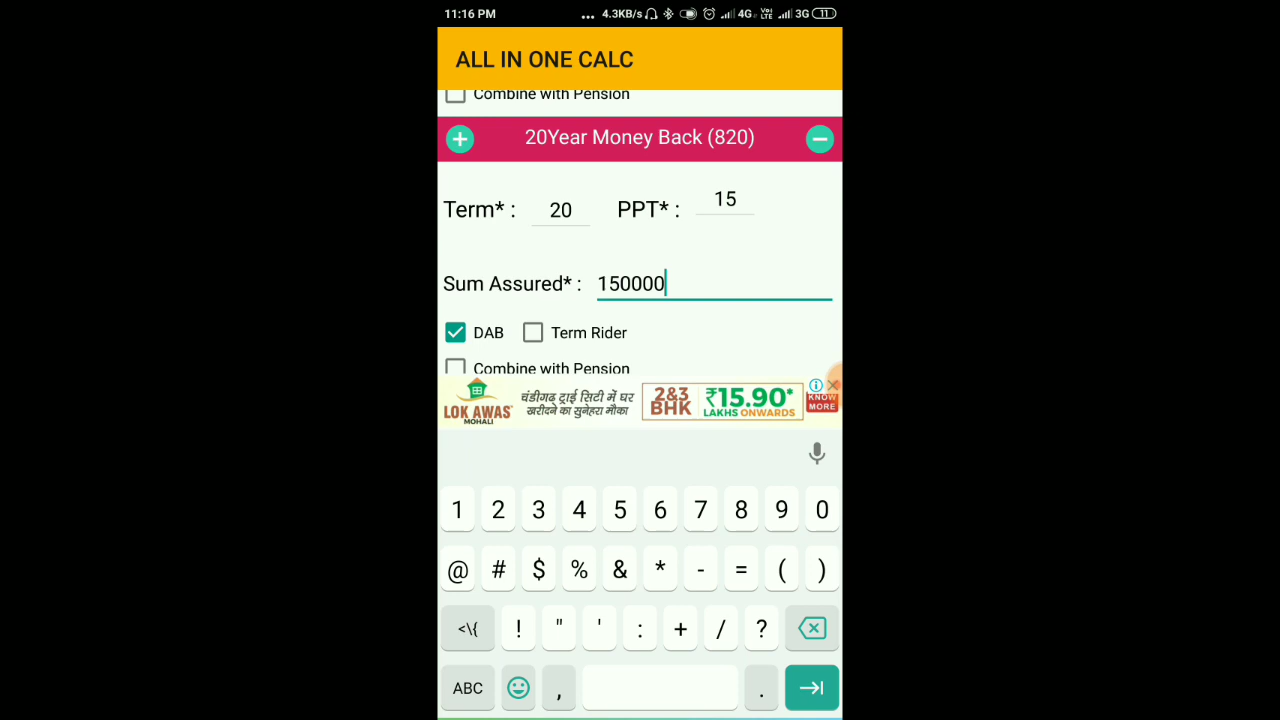 11:16 PM ... 4.3KB/s 4G VoLTE 3G 11
ALL IN ONE CALC
Combine with Pension
+ 20Year Money Back (820) −
Term* : 20 PPT* : 15
Sum Assured* : 150000
DAB Term Rider
Combine with Pension
LOK AWAS
MOHALI
चंडीगढ़ ट्राई सिटी में घर
खरीदने का सुनेहरा मौका
2&3
BHK
₹15.90*
LAKHS ONWARDS
KNOW
MORE
1 2 3 4 5 6 7 8 9 0
@ # $ % & * - = ( )
<\{ ! " ' : + / ?
ABC , .